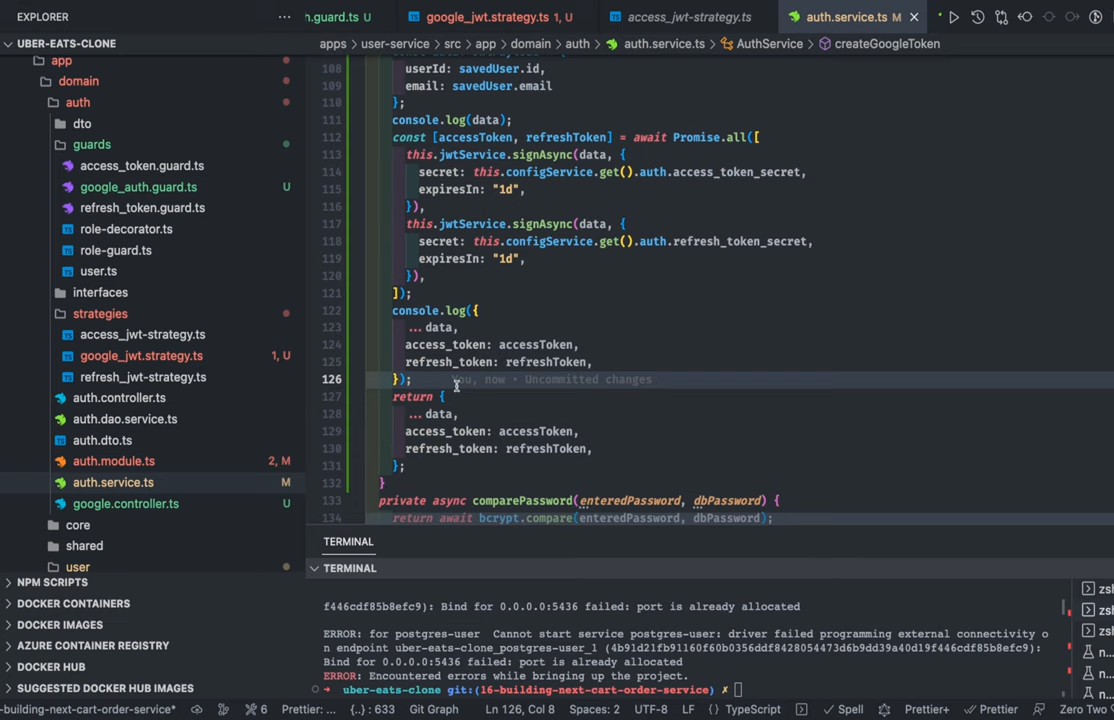 EXPLORER
h.guard.ts U
google_jwt.strategy.ts 1, U
access_jwt-strategy.ts
auth.service.ts M
UBER-EATS-CLONE
apps > user-service > src > app > domain > auth > auth.service.ts > AuthService > createGoogleToken
app
domain
auth
dto
guards
access_token.guard.ts
google_auth.guard.ts U
refresh_token.guard.ts
role-decorator.ts
role-guard.ts
user.ts
interfaces
strategies
access_jwt-strategy.ts
google_jwt.strategy.ts 1, U
refresh_jwt-strategy.ts
auth.controller.ts
auth.dao.service.ts
auth.dto.ts
auth.module.ts 2, M
auth.service.ts M
google.controller.ts U
core
shared
user
NPM SCRIPTS
DOCKER CONTAINERS
DOCKER IMAGES
AZURE CONTAINER REGISTRY
DOCKER HUB
SUGGESTED DOCKER HUB IMAGES
108 userId: savedUser.id,
109 email: savedUser.email
110 };
111 console.log(data);
112 const [accessToken, refreshToken] = await Promise.all([
113 this.jwtService.signAsync(data, {
114 secret: this.configService.get().auth.access_token_secret,
115 expiresIn: "1d",
116 }),
117 this.jwtService.signAsync(data, {
118 secret: this.configService.get().auth.refresh_token_secret,
119 expiresIn: "1d",
120 }),
121 ]);
122 console.log({
123 ...data,
124 access_token: accessToken,
125 refresh_token: refreshToken,
126 }); You, now • Uncommitted changes
127 return {
128 ...data,
129 access_token: accessToken,
130 refresh_token: refreshToken,
131 };
132 }
133 private async comparePassword(enteredPassword, dbPassword) {
134 return await bcrypt.compare(enteredPassword, dbPassword);
TERMINAL
TERMINAL
f446cdf85b8efc9): Bind for 0.0.0.0:5436 failed: port is already allocated
ERROR: for postgres-user Cannot start service postgres-user: driver failed programming external connectivity o
n endpoint uber-eats-clone_postgres-user_1 (4b91d21fb91160f60b0356ddf8428054473d6b9dd39a40d19f446cdf85b8efc9):
Bind for 0.0.0.0:5436 failed: port is already allocated
ERROR: Encountered errors while bringing up the project.
➜ uber-eats-clone git:(16-building-next-cart-order-service) ✗
zsh
zsh
zsh
n...
n...
n...
-building-next-cart-order-service* 6 Prettier: ... {..} : 633 Git Graph Ln 126, Col 8 Spaces: 2 UTF-8 LF {} TypeScript Spell Prettier+ Prettier Zero Two